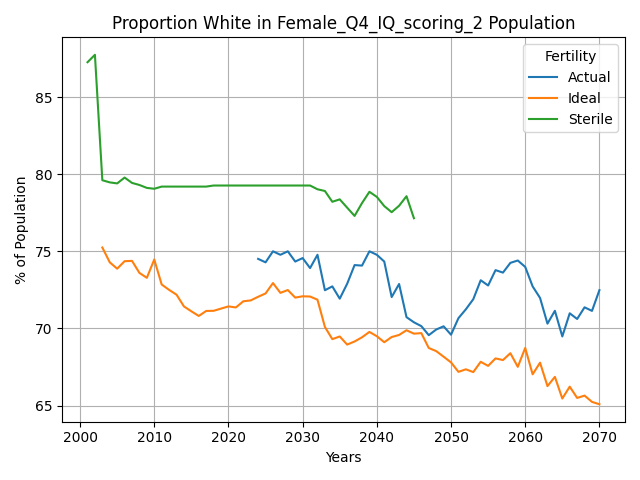 Proportion White in Female_Q4_IQ_scoring_2 Population
Fertility
Actual
Ideal
Sterile
% of Population
85
80
75
70
65
2000 2010 2020 2030 2040 2050 2060 2070
Years